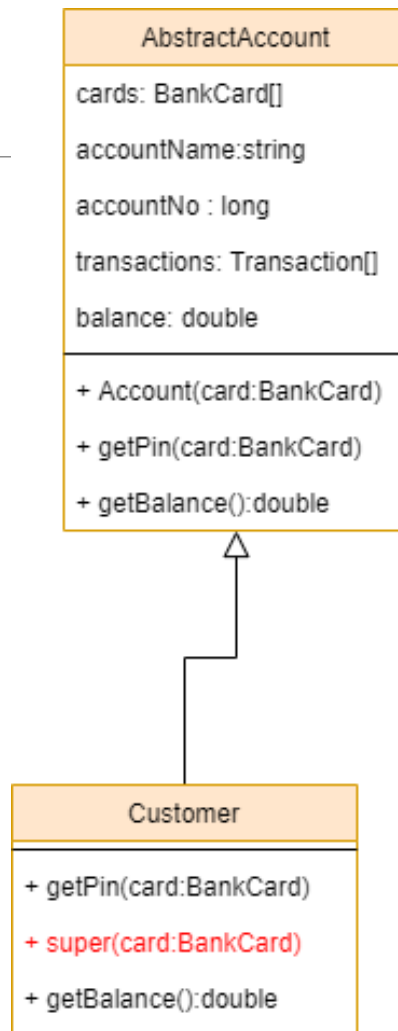 AbstractAccount
cards: BankCard[]
accountName:string
accountNo : long
transactions: Transaction[]
balance: double
+ Account(card:BankCard)
+ getPin(card:BankCard)
+ getBalance():double
Customer
+ getPin(card:BankCard)
+ super(card:BankCard)
+ getBalance():double